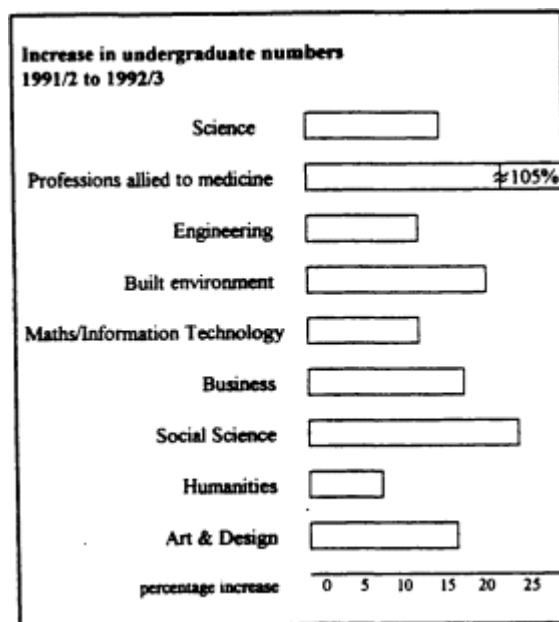 Increase in undergraduate numbers
1991/2 to 1992/3
Science
Professions allied to medicine ≈105%
Engineering
Built environment
Maths/Information Technology
Business
Social Science
Humanities
Art & Design
percentage increase 0 5 10 15 20 25